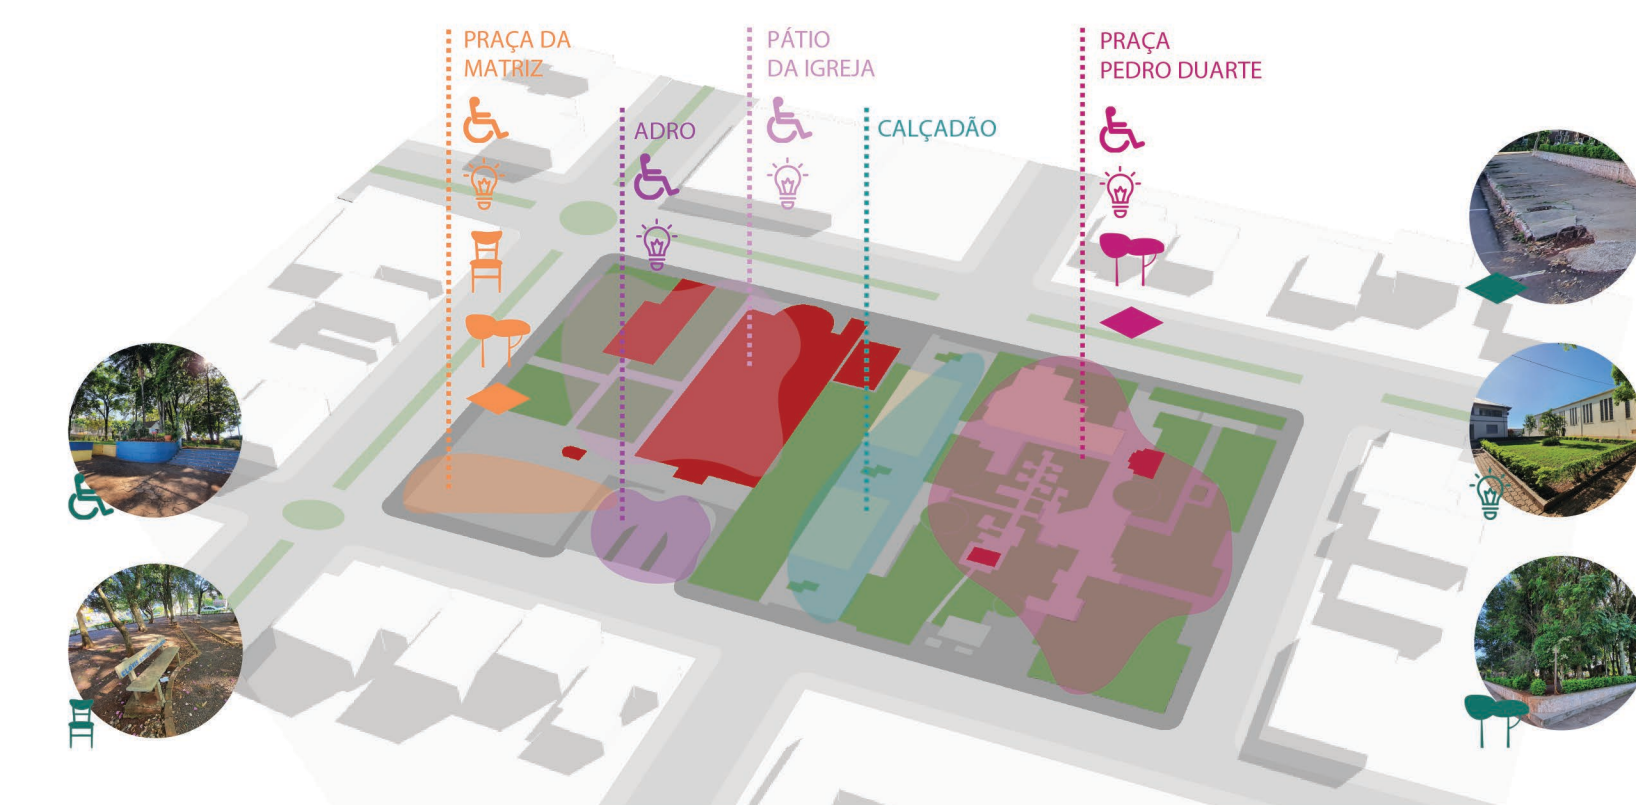 PRAÇA DA
MATRIZ
ADRO
PÁTIO
DA IGREJA
CALÇADÃO
PRAÇA
PEDRO DUARTE